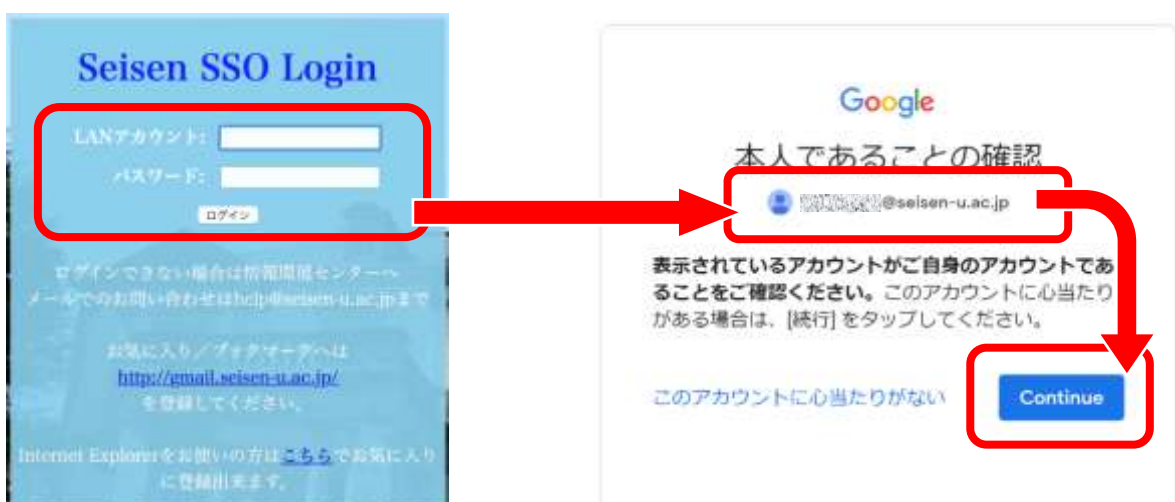 Seisen SSO Login
LANアカウント:
パスワード:
ログイン
ログインできない場合は情報環境センターへ
メールでのお問い合わせはhelp@seisen-u.ac.jpまで
お気に入り/ブックマークへは
http://gmail.seisen-u.ac.jp/
を登録してください。
Internet Explorerをお使いの方はこちらでお気に入り
に登録出来ます。
Google
本人であることの確認
@seisen-u.ac.jp
表示されているアカウントがご自身のアカウントであ
ることをご確認ください。このアカウントに心当たり
がある場合は、[続行] をタップしてください。
このアカウントに心当たりがない
Continue